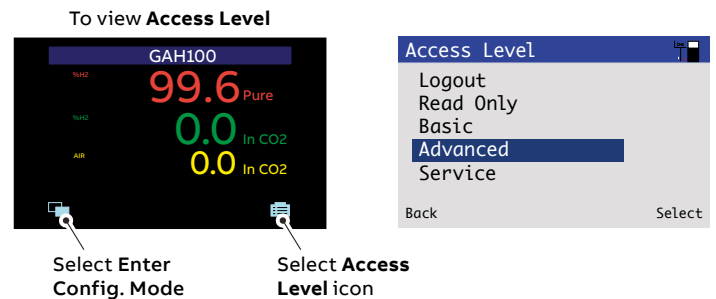 To view Access Level
GAH100
%H2
99.6 Pure
%H2
0.0 In CO2
AIR
0.0 In CO2
Select Enter
Config. Mode
Select Access
Level icon
Access Level
Logout
Read Only
Basic
Advanced
Service
Back Select